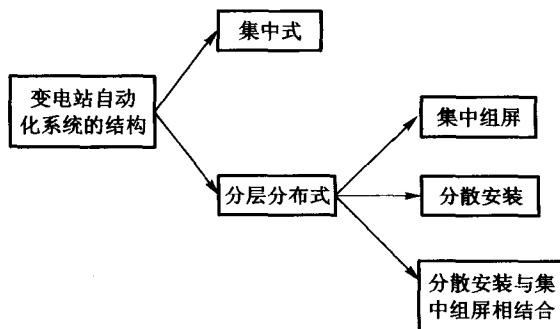 集中式
变电站自动
化系统的结构
集中组屏
分层分布式
分散安装
分散安装与集
中组屏相结合